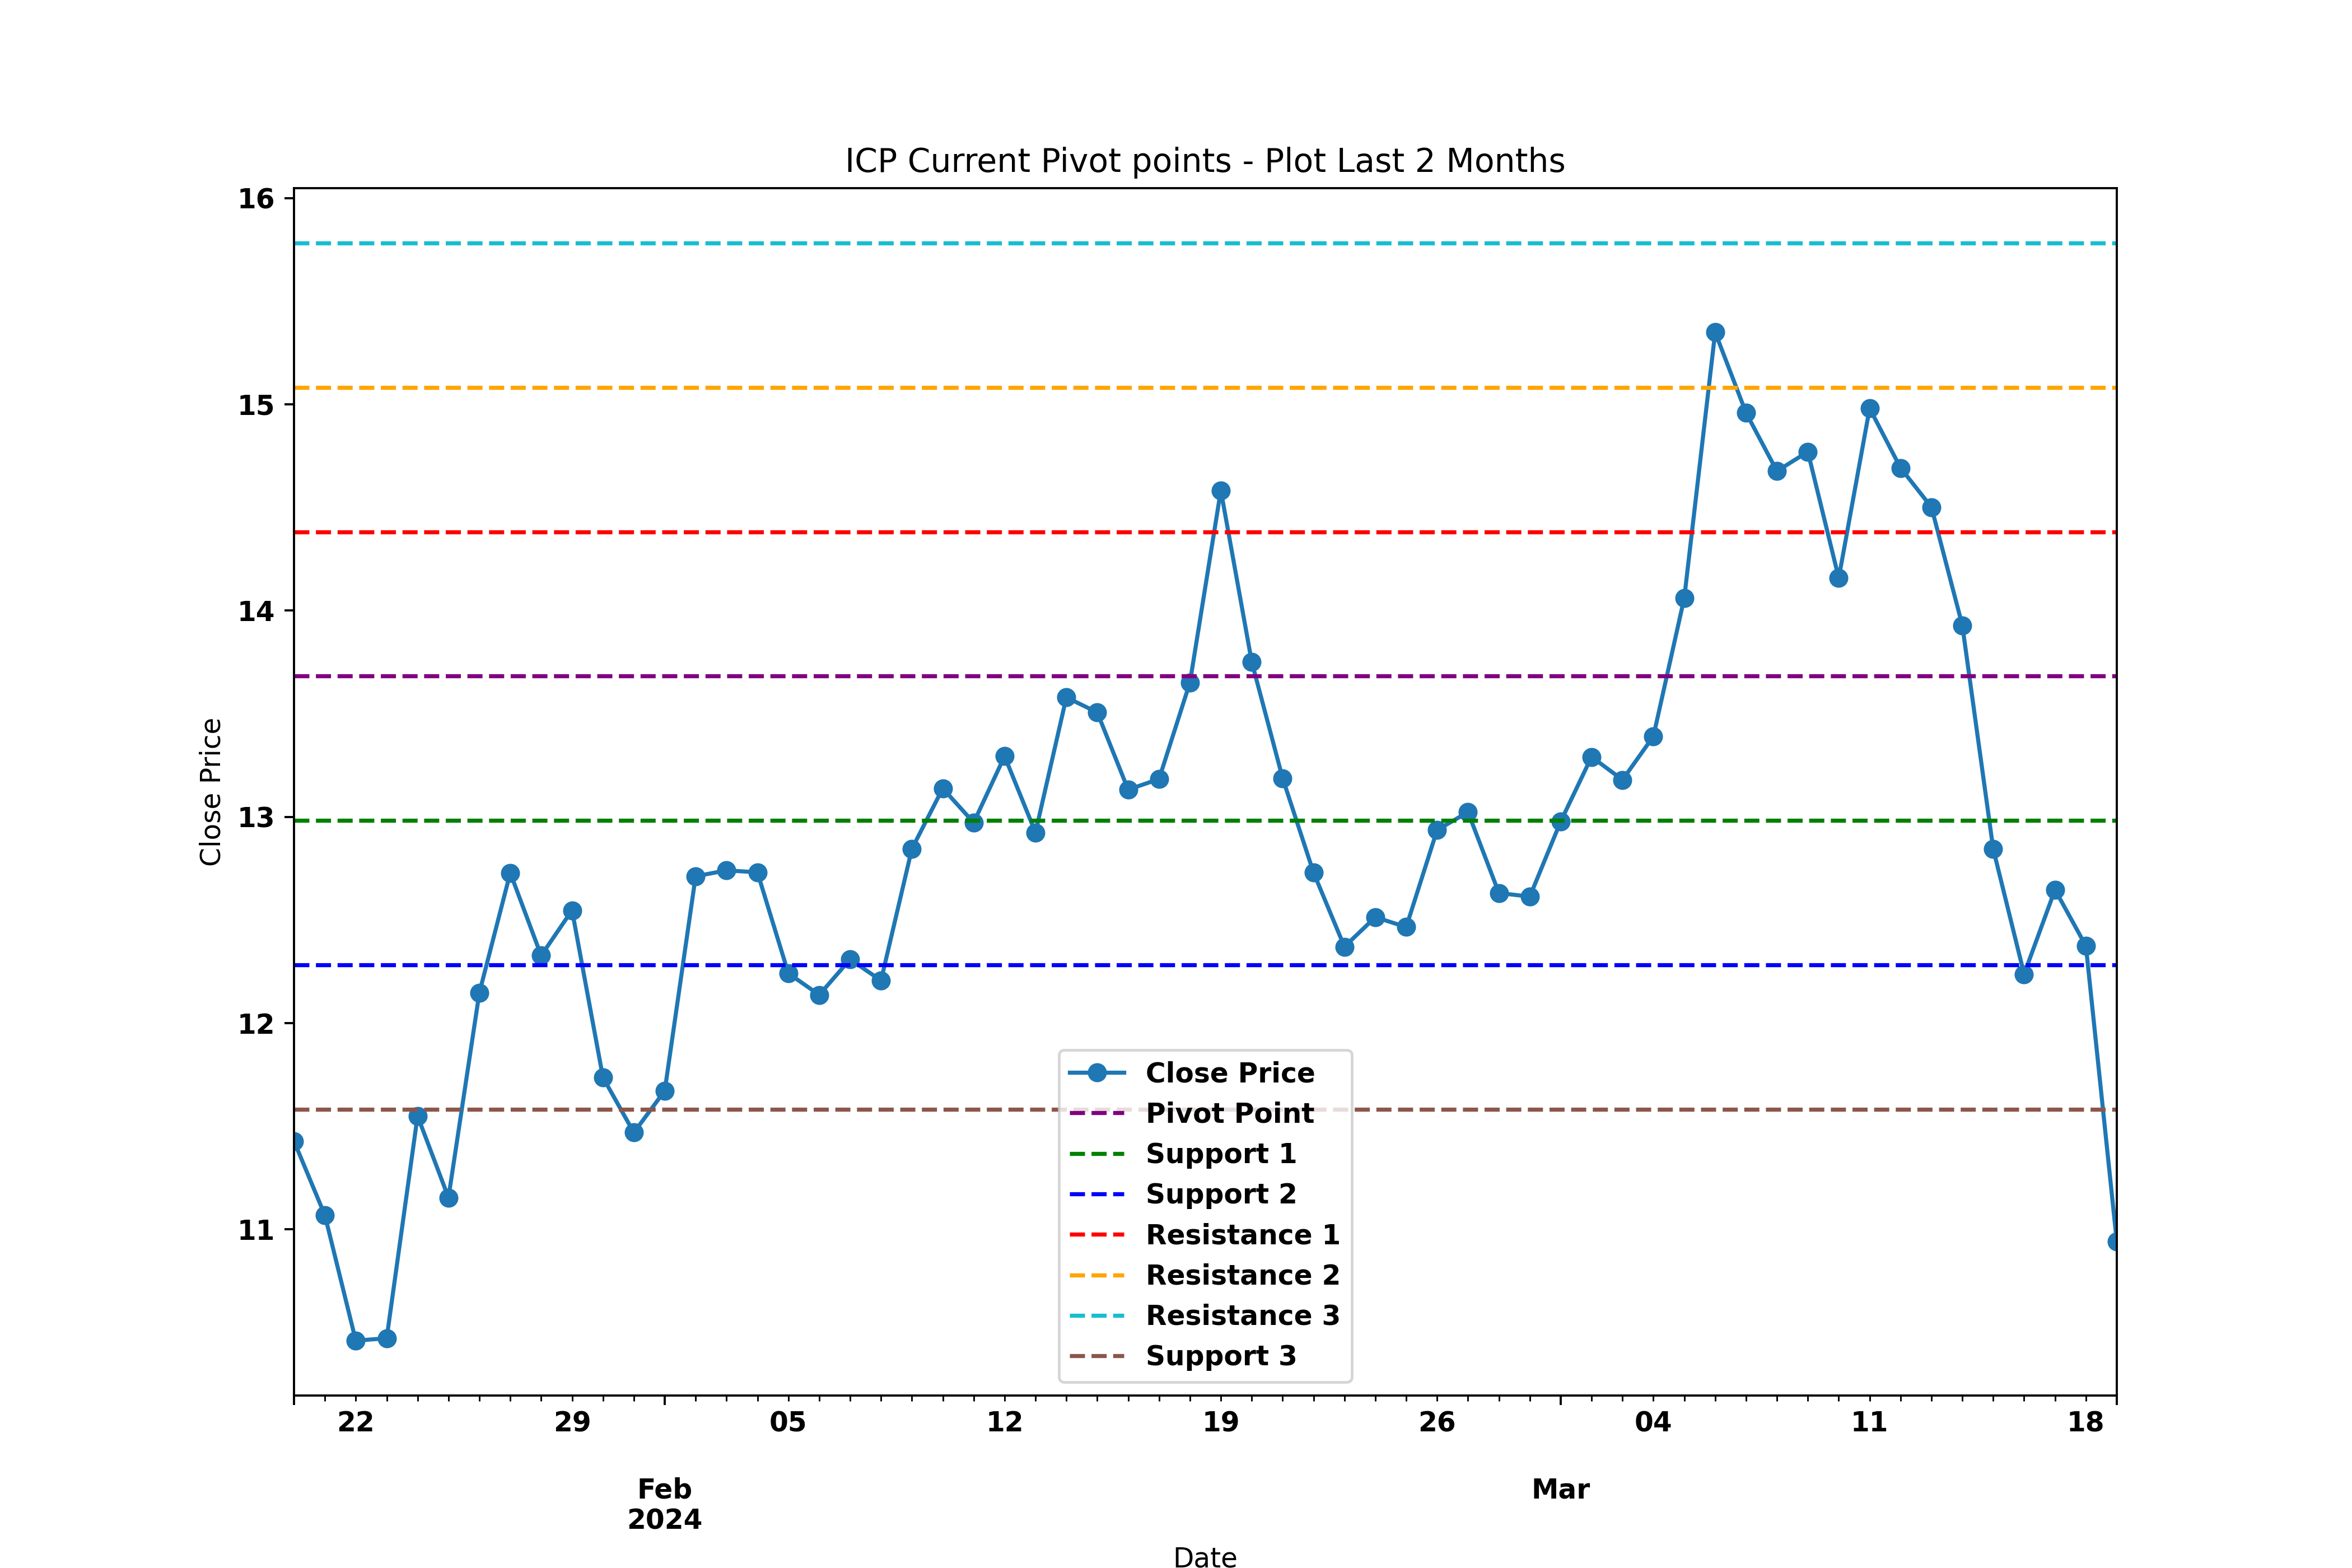 ICP Current Pivot points - Plot Last 2 Months
16
15
14
13
12
11
Close Price
Close Price
Pivot Point
Support 1
Support 2
Resistance 1
Resistance 2
Resistance 3
Support 3
22 29 05 12 19 26 04 11 18
Feb Mar
2024
Date